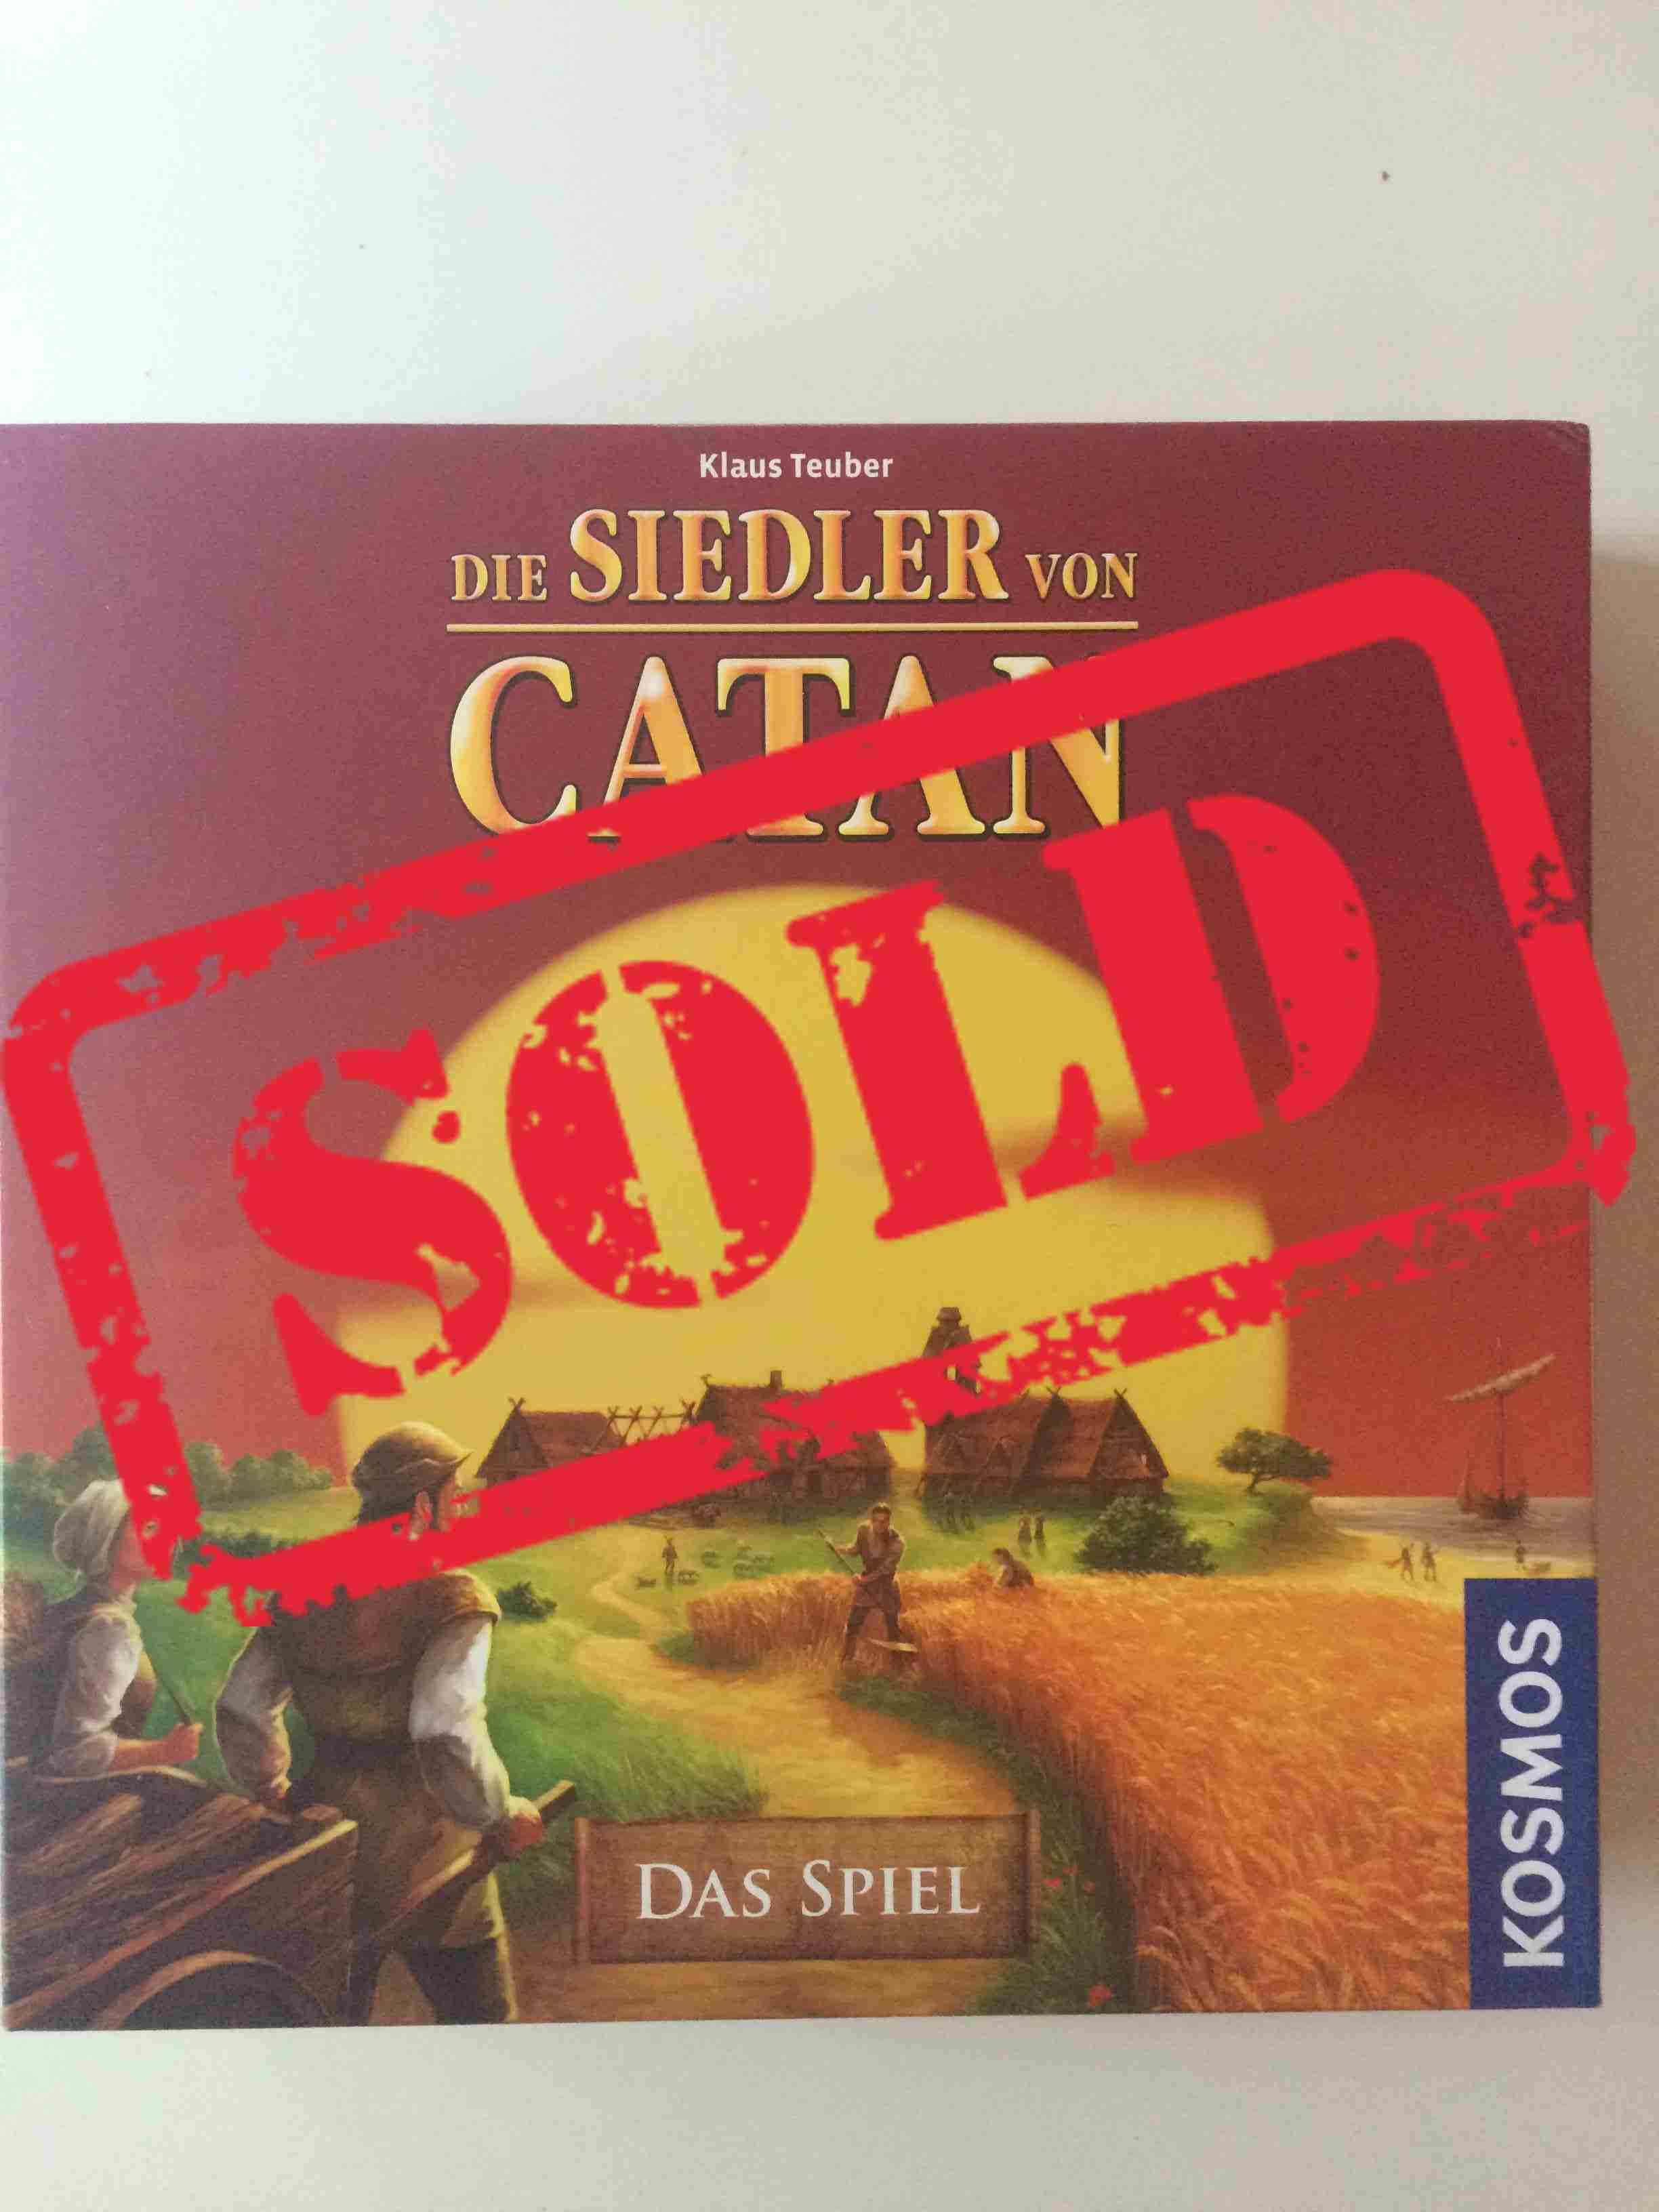 Klaus Teuber
DIE SIEDLER VON
CATAN
SOLD
DAS SPIEL
KOSMOS